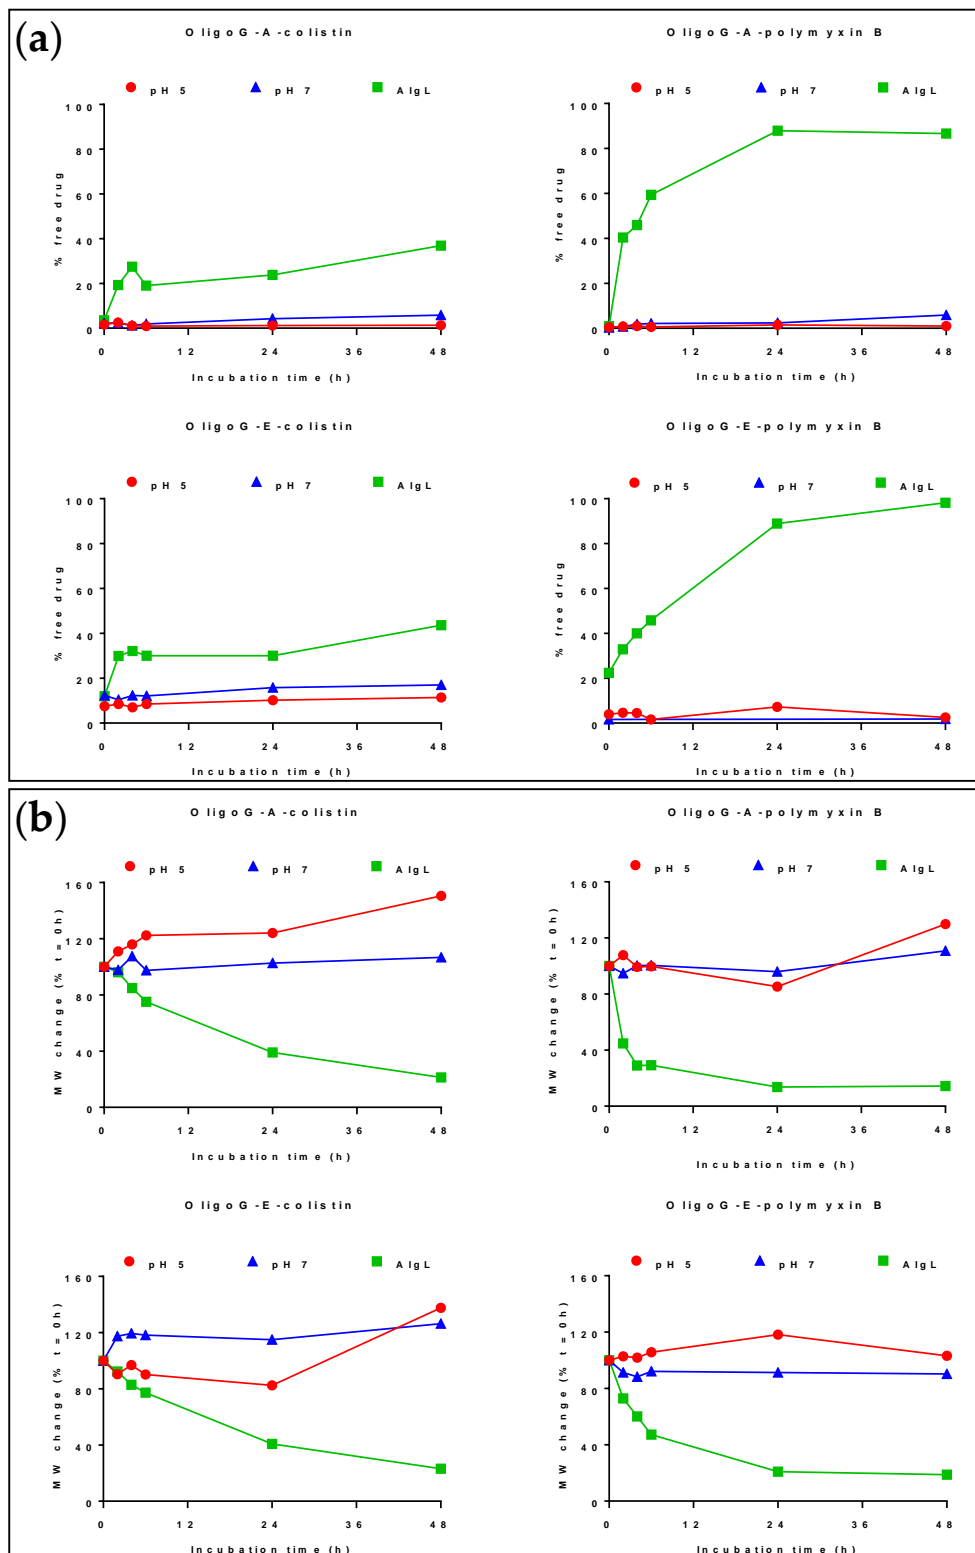 (a)
OligoG-A-colistin
pH 5 pH 7 AlgL
% free drug
100
80
60
40
20
0
0 12 24 36 48
Incubation time (h)
OligoG-A-polymyxin B
pH 5 pH 7 AlgL
% free drug
100
80
60
40
20
0
0 12 24 36 48
Incubation time (h)
OligoG-E-colistin
pH 5 pH 7 AlgL
% free drug
100
80
60
40
20
0
0 12 24 36 48
Incubation time (h)
OligoG-E-polymyxin B
pH 5 pH 7 AlgL
% free drug
100
80
60
40
20
0
0 12 24 36 48
Incubation time (h)
(b)
OligoG-A-colistin
pH 5 pH 7 AlgL
MW change (% t=0h)
160
120
80
40
0
0 12 24 36 48
Incubation time (h)
OligoG-A-polymyxin B
pH 5 pH 7 AlgL
MW change (% t=0h)
160
120
80
40
0
0 12 24 36 48
Incubation time (h)
OligoG-E-colistin
pH 5 pH 7 AlgL
MW change (% t=0h)
160
120
80
40
0
0 12 24 36 48
Incubation time (h)
OligoG-E-polymyxin B
pH 5 pH 7 AlgL
MW change (% t=0h)
160
120
80
40
0
0 12 24 36 48
Incubation time (h)